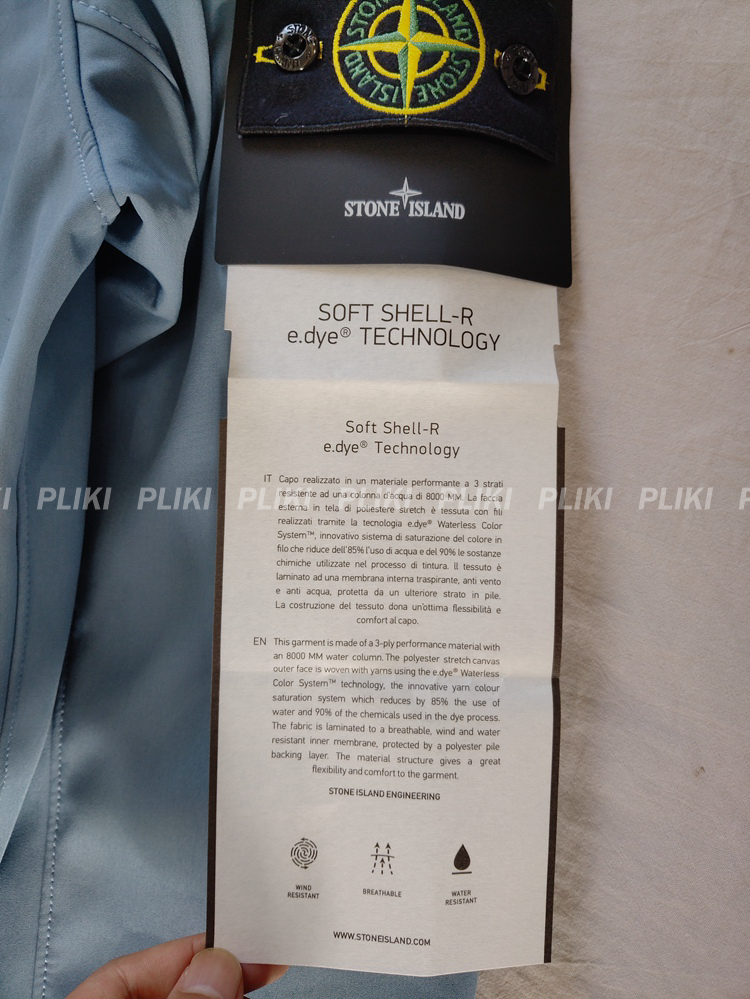 STONE ISLAND STONE
ISLAND STONE
STONE ISLAND
SOFT SHELL-R
e.dye® TECHNOLOGY
Soft Shell-R
e.dye® Technology
IT Capo realizzato in un materiale performante a 3 strati
resistente ad una colonna d'acqua di 8000 MM. La faccia
esterna in tela di poliestere stretch è tessuta con fili
PLIKI PLIKI PLIKI PLIKI PLIKI PLIKI
realizzati tramite la tecnologia e.dye® Waterless Color
System™, innovativo sistema di saturazione del colore in
filo che riduce dell'85% l'uso di acqua e del 90% le sostanze
chimiche utilizzate nel processo di tintura. Il tessuto è
laminato ad una membrana interna traspirante, anti vento
e anti acqua, protetta da un ulteriore strato in pile.
La costruzione del tessuto dona un'ottima flessibilità e
comfort al capo.
EN This garment is made of a 3-ply performance material with
an 8000 MM water column. The polyester stretch canvas
outer face is woven with yarns using the e.dye® Waterless
Color System™ technology, the innovative yarn colour
saturation system which reduces by 85% the use of
water and 90% of the chemicals used in the dye process.
The fabric is laminated to a breathable, wind and water
resistant inner membrane, protected by a polyester pile
backing layer. The material structure gives a great
flexibility and comfort to the garment.
STONE ISLAND ENGINEERING
WIND
RESISTANT
BREATHABLE
WATER
RESISTANT
WWW.STONEISLAND.COM